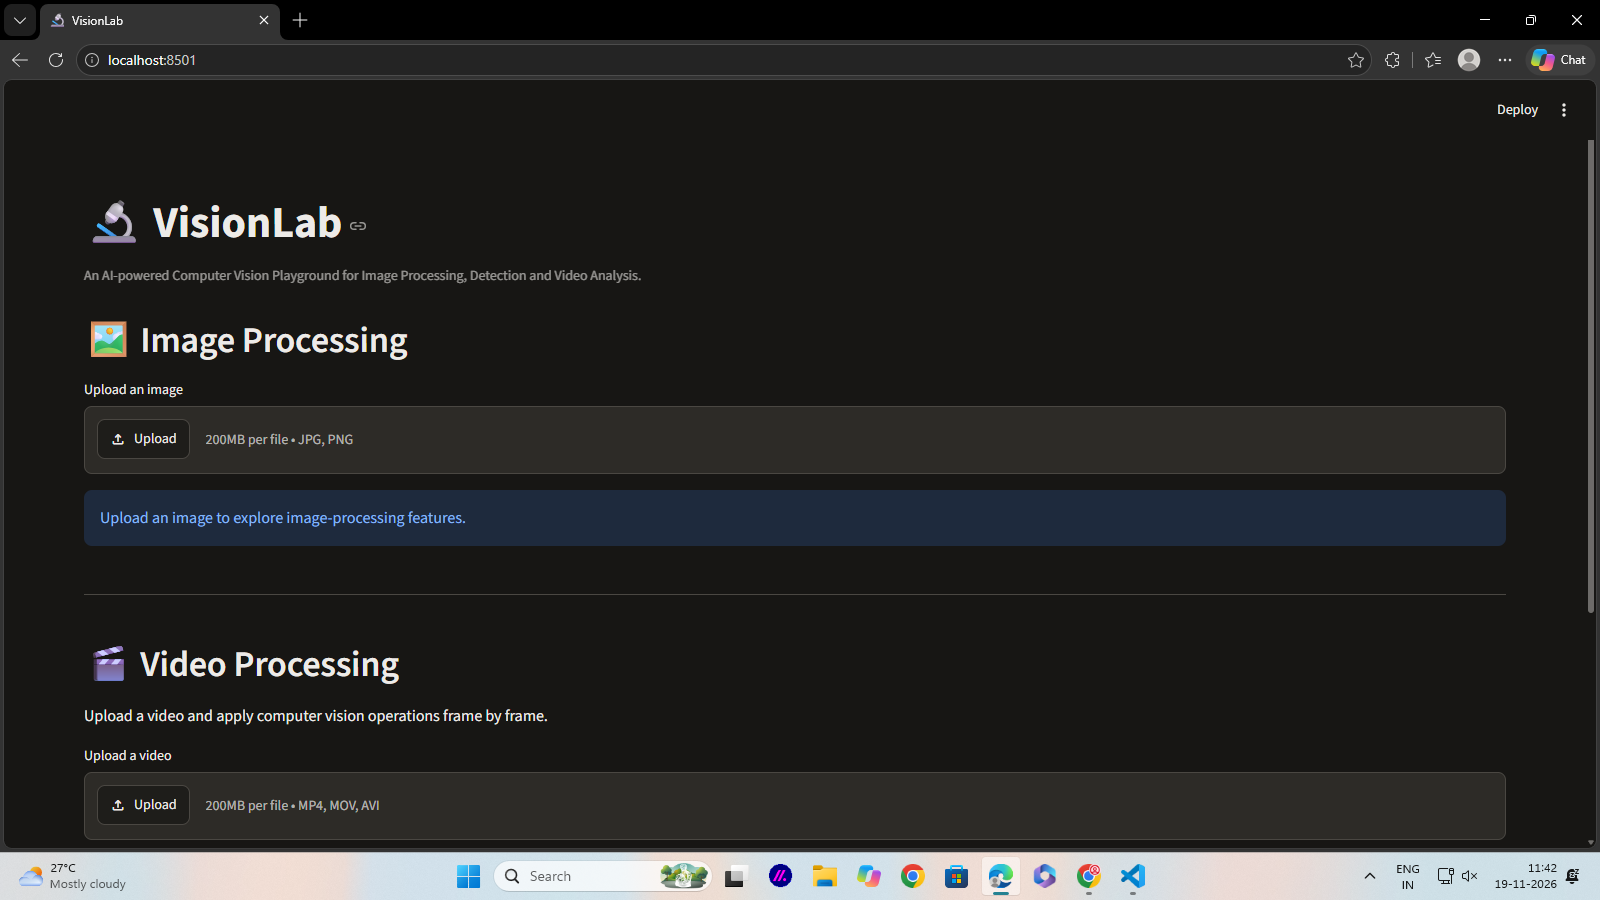 VisionLab
localhost:8501
Chat
Deploy
VisionLab
An AI-powered Computer Vision Playground for Image Processing, Detection and Video Analysis.
Image Processing
Upload an image
Upload
200MB per file • JPG, PNG
Upload an image to explore image-processing features.
Video Processing
Upload a video and apply computer vision operations frame by frame.
Upload a video
Upload
200MB per file • MP4, MOV, AVI
27°C
Mostly cloudy
Search
ENG
IN
11:42
19-11-2026